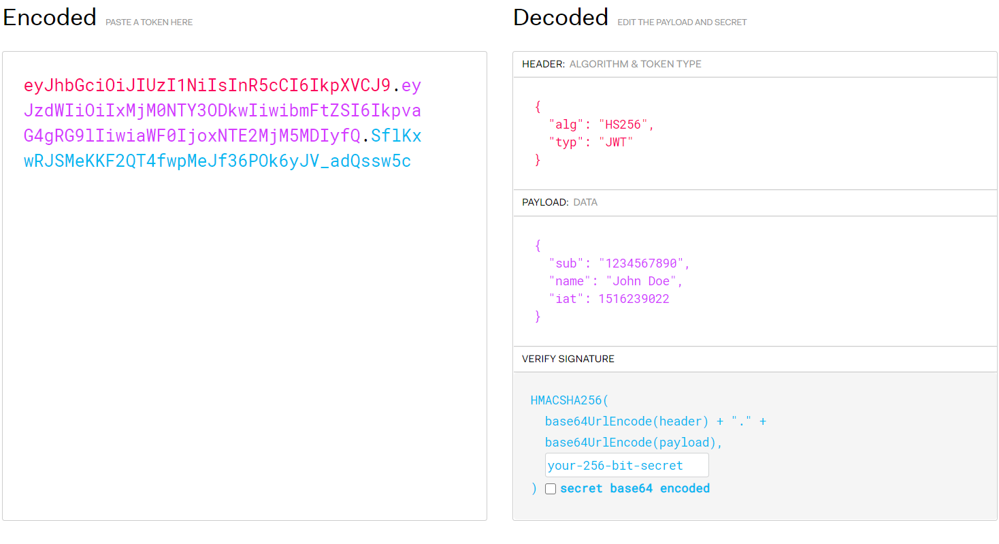 Encoded PASTE A TOKEN HERE
eyJhbGciOiJIUzI1NiIsInR5cCI6IkpXVCJ9.ey
JzdWIiOiIxMjM0NTY3ODkwIiwibmFtZSI6Ikpva
G4gRG9lIiwiaWF0IjoxNTE2MjM5MDIyfQ.SflKx
wRJSMeKKF2QT4fwpMeJf36POk6yJV_adQssw5c
Decoded EDIT THE PAYLOAD AND SECRET
HEADER: ALGORITHM & TOKEN TYPE
{
"alg": "HS256",
"typ": "JWT"
}
PAYLOAD: DATA
{
"sub": "1234567890",
"name": "John Doe",
"iat": 1516239022
}
VERIFY SIGNATURE
HMACSHA256(
base64UrlEncode(header) + "." +
base64UrlEncode(payload),
your-256-bit-secret
) secret base64 encoded